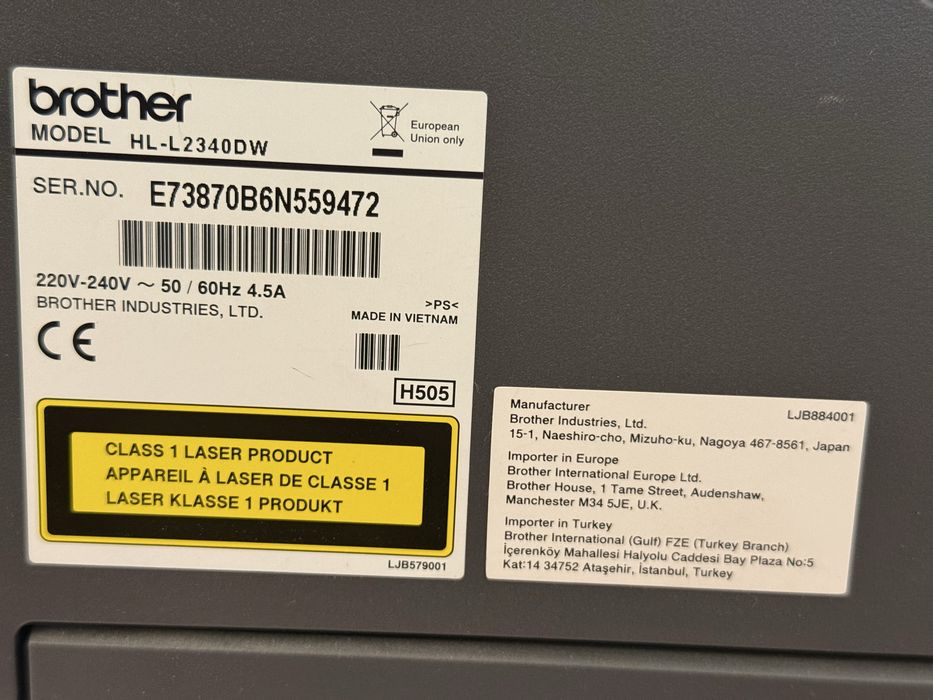 brother
MODEL HL-L2340DW
European
Union only
SER.NO. E73870B6N559472
220V-240V ~ 50 / 60Hz 4.5A
BROTHER INDUSTRIES, LTD.
>PS<
MADE IN VIETNAM
CE
H505
CLASS 1 LASER PRODUCT
APPAREIL À LASER DE CLASSE 1
LASER KLASSE 1 PRODUKT
LJB579001
Manufacturer LJB884001
Brother Industries, Ltd.
15-1, Naeshiro-cho, Mizuho-ku, Nagoya 467-8561, Japan
Importer in Europe
Brother International Europe Ltd.
Brother House, 1 Tame Street, Audenshaw,
Manchester M34 5JE, U.K.
Importer in Turkey
Brother International (Gulf) FZE (Turkey Branch)
İçerenköy Mahallesi Halyolu Caddesi Bay Plaza No:5
Kat:14 34752 Ataşehir, İstanbul, Turkey